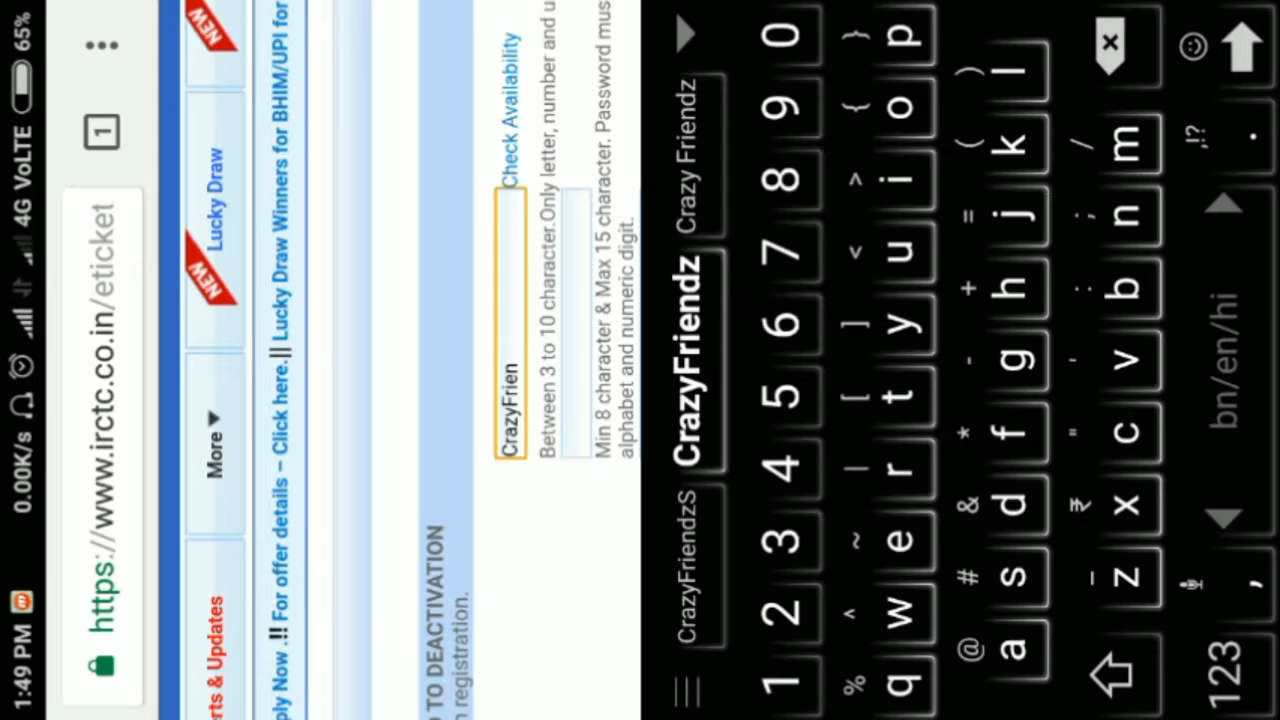 1:49 PM 0.00K/s 4G VoLTE 65%
https://www.irctc.co.in/eticket 1
erts & Updates More NEW Lucky Draw NEW
ply Now .!! For offer details – Click here.|| Lucky Draw Winners for BHIM/UPI for
TO DEACTIVATION
registration.
CrazyFrien Check Availability
Between 3 to 10 character.Only letter, number and u
Min 8 character & Max 15 character. Password mus
alphabet and numeric digit.
CrazyFriendzS CrazyFriendz Crazy Friendz
1 2 3 4 5 6 7 8 9 0
% ^ ~ | [ ] < > { }
q w e r t y u i o p
@ # & * - + = ( )
a s d f g h j k l
_ ₹ " ' : ; /
z x c v b n m
,!?
123 , bn/en/hi .